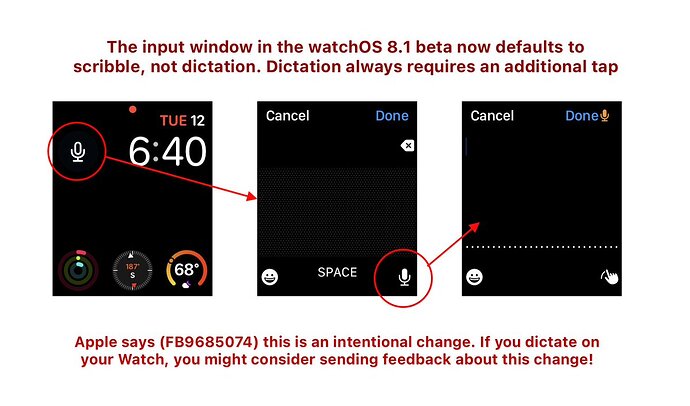 The input window in the watchOS 8.1 beta now defaults to
scribble, not dictation. Dictation always requires an additional tap
TUE 12
6:40
187°
S
68°
Cancel Done
SPACE
Cancel Done
Apple says (FB9685074) this is an intentional change. If you dictate on
your Watch, you might consider sending feedback about this change!